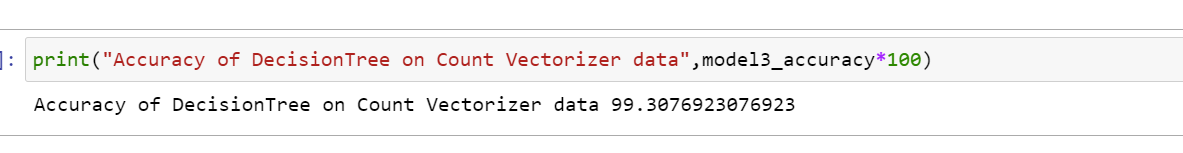 ]: print("Accuracy of DecisionTree on Count Vectorizer data",model3_accuracy*100)
Accuracy of DecisionTree on Count Vectorizer data 99.3076923076923